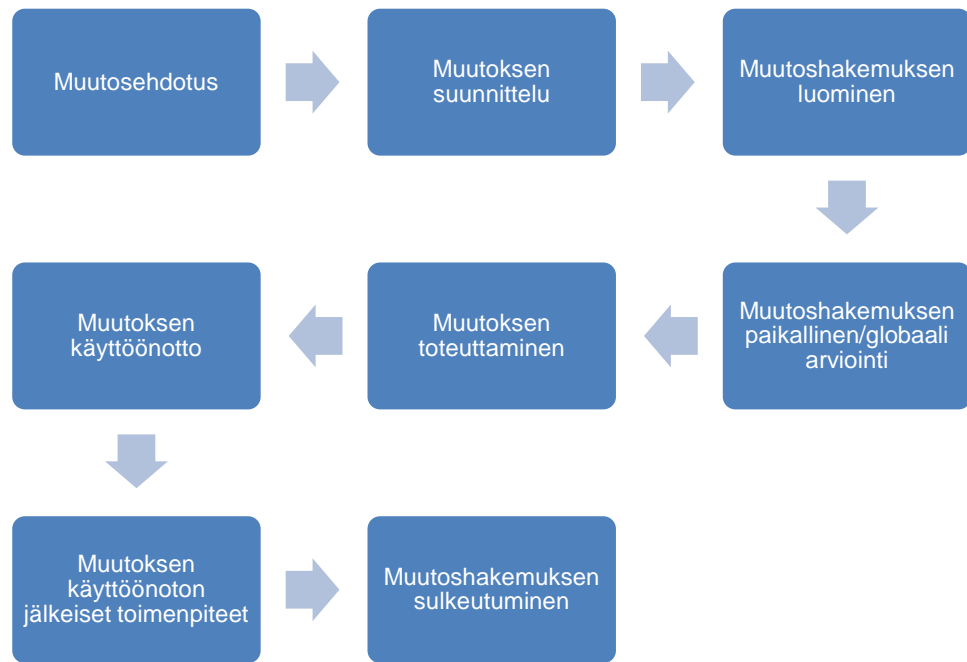 Muutosehdotus
Muutoksen
suunnittelu
Muutoshakemuksen
luominen
Muutoshakemuksen
paikallinen/globaali
arviointi
Muutoksen
toteuttaminen
Muutoksen
käyttöönotto
Muutoksen
käyttöönoton
jälkeiset toimenpiteet
Muutoshakemuksen
sulkeutuminen